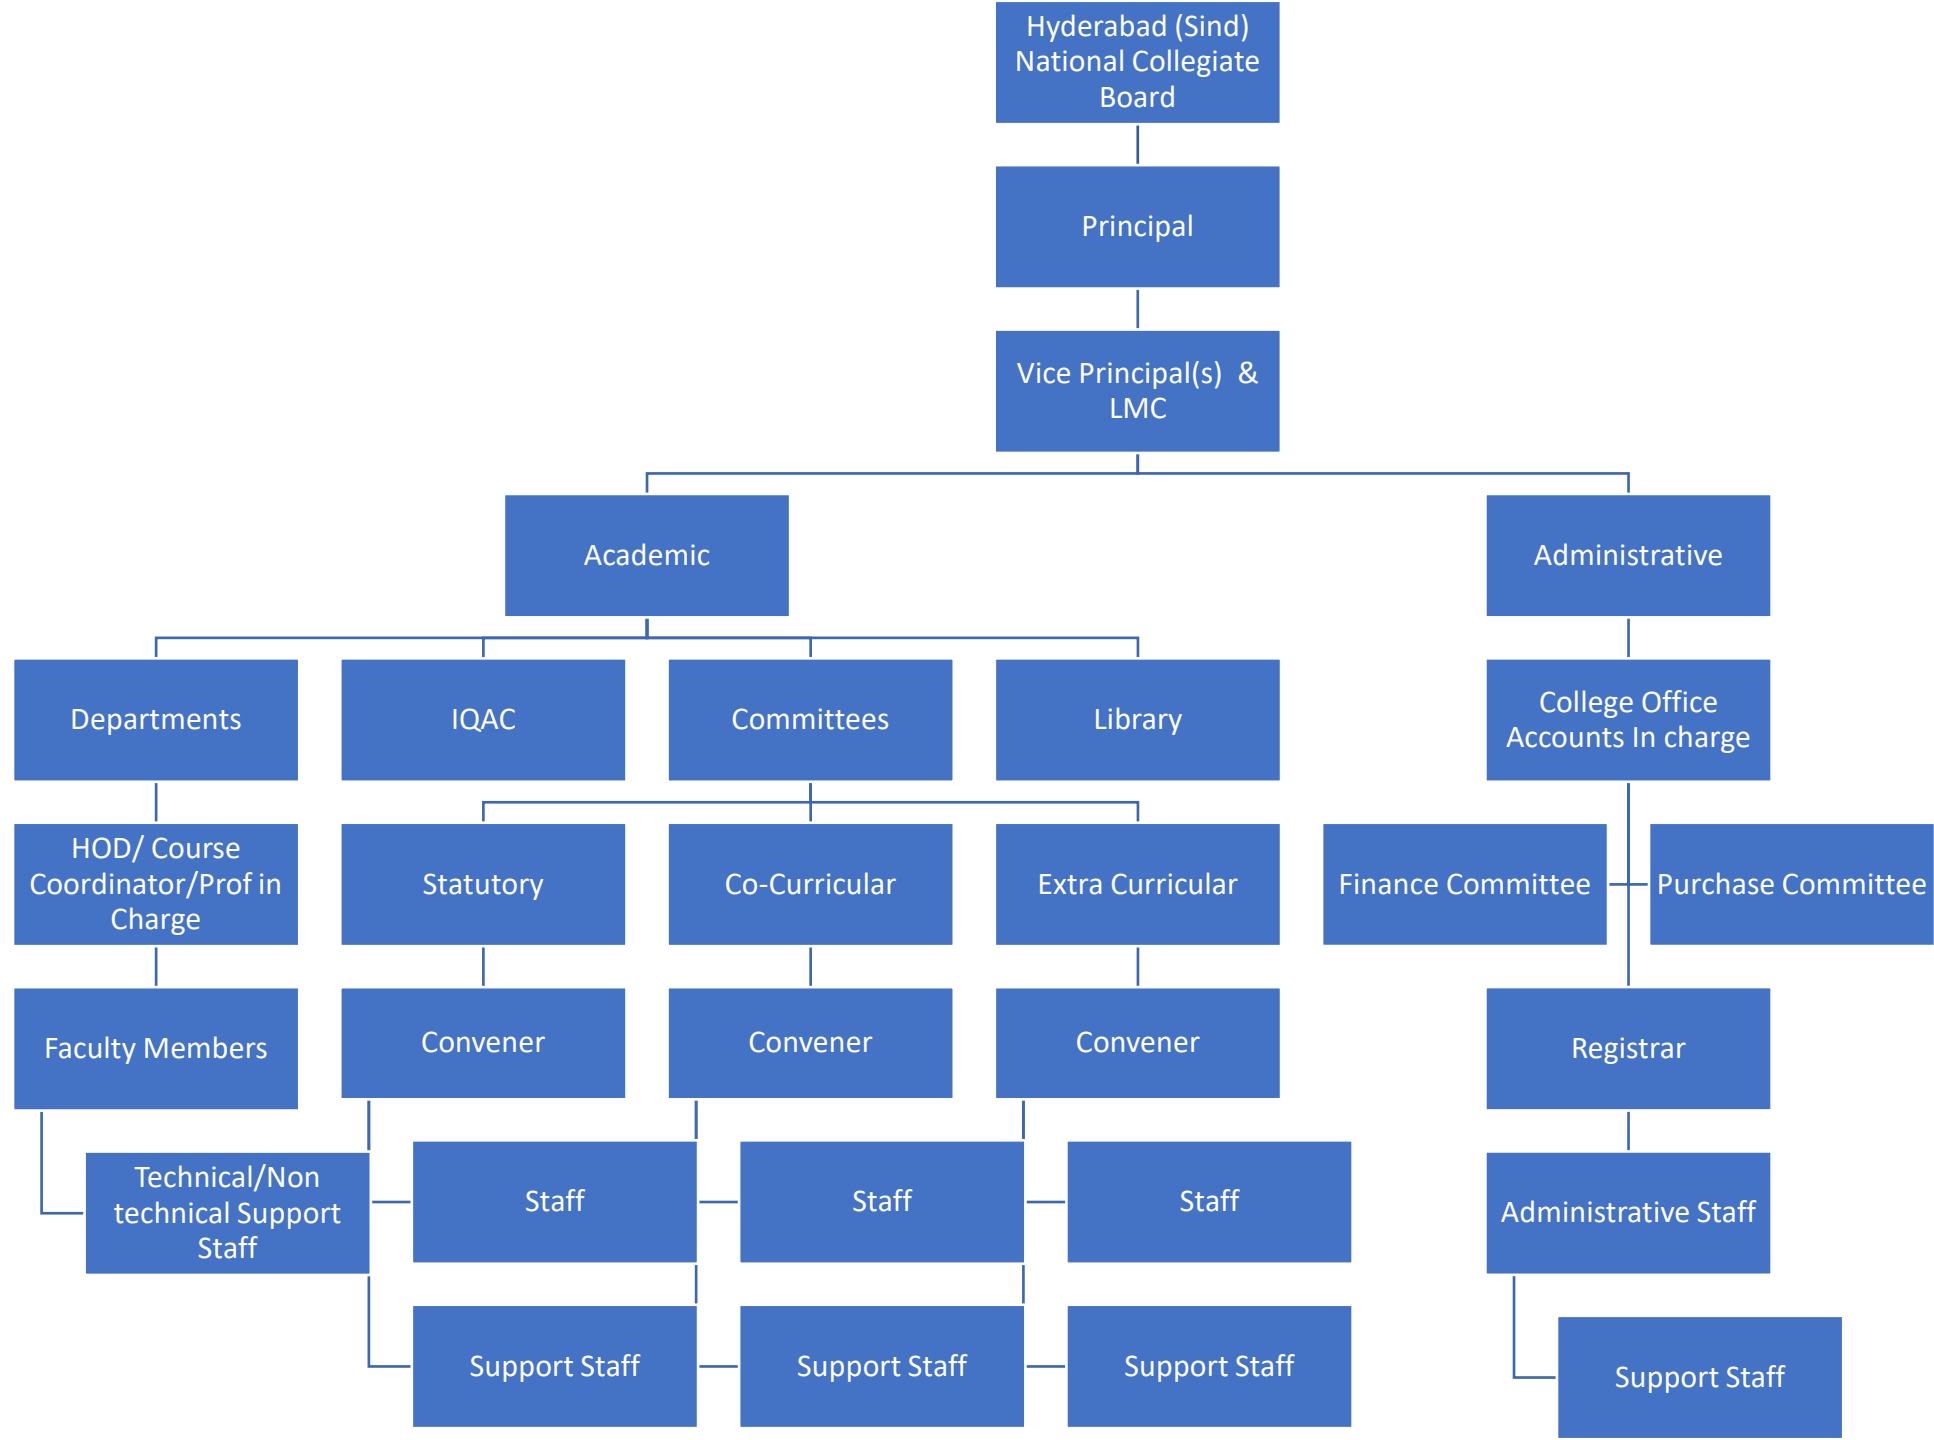 Hyderabad (Sind)
National Collegiate
Board
Principal
Vice Principal(s) &
LMC
Academic
Administrative
Departments
IQAC
Committees
Library
College Office
Accounts In charge
HOD/ Course
Coordinator/Prof in
Charge
Statutory
Co-Curricular
Extra Curricular
Finance Committee
Purchase Committee
Faculty Members
Convener
Convener
Convener
Registrar
Technical/Non
technical Support
Staff
Staff
Staff
Staff
Administrative Staff
Support Staff
Support Staff
Support Staff
Support Staff